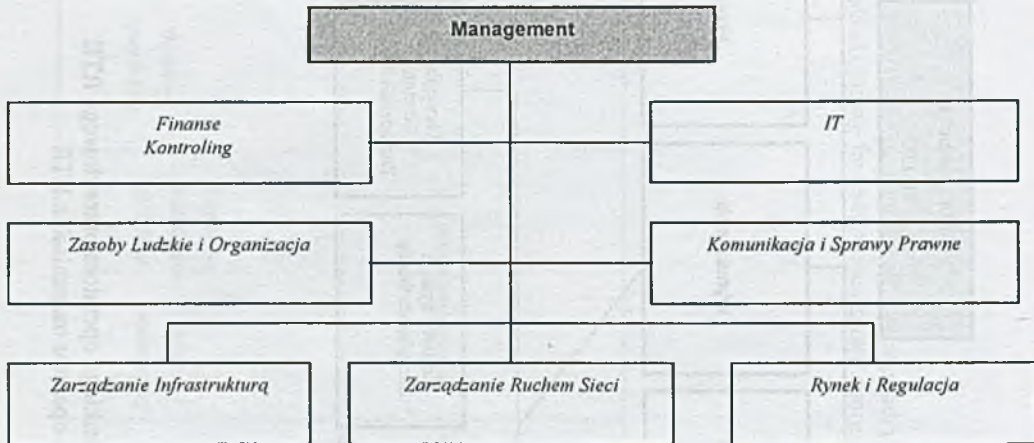 Management
Finanse
Kontroling
IT
Zasoby Ludzkie i Organizacja
Komunikacja i Sprawy Prawne
Zarządzanie Infrastrukturą
Zarządzanie Ruchem Sieci
Rynek i Regulacja